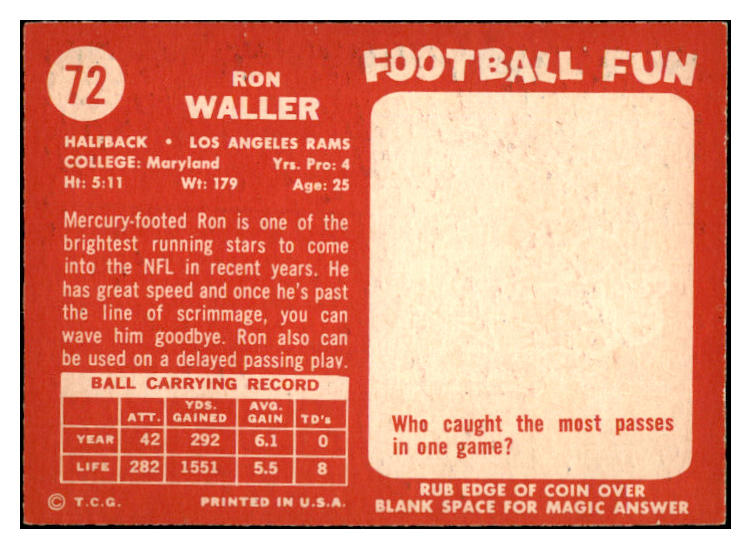 72
RON
WALLER
HALFBACK • LOS ANGELES RAMS
COLLEGE: Maryland Yrs. Pro: 4
Ht: 5:11 Wt: 179 Age: 25
Mercury-footed Ron is one of the
brightest running stars to come
into the NFL in recent years. He
has great speed and once he's past
the line of scrimmage, you can
wave him goodbye. Ron also can
be used on a delayed passing play.
BALL CARRYING RECORD
ATT. YDS. GAINED AVG. GAIN TD's
YEAR 42 292 6.1 0
LIFE 282 1551 5.5 8
© T.C.G. PRINTED IN U.S.A.
FOOTBALL FUN
Who caught the most passes
in one game?
RUB EDGE OF COIN OVER
BLANK SPACE FOR MAGIC ANSWER